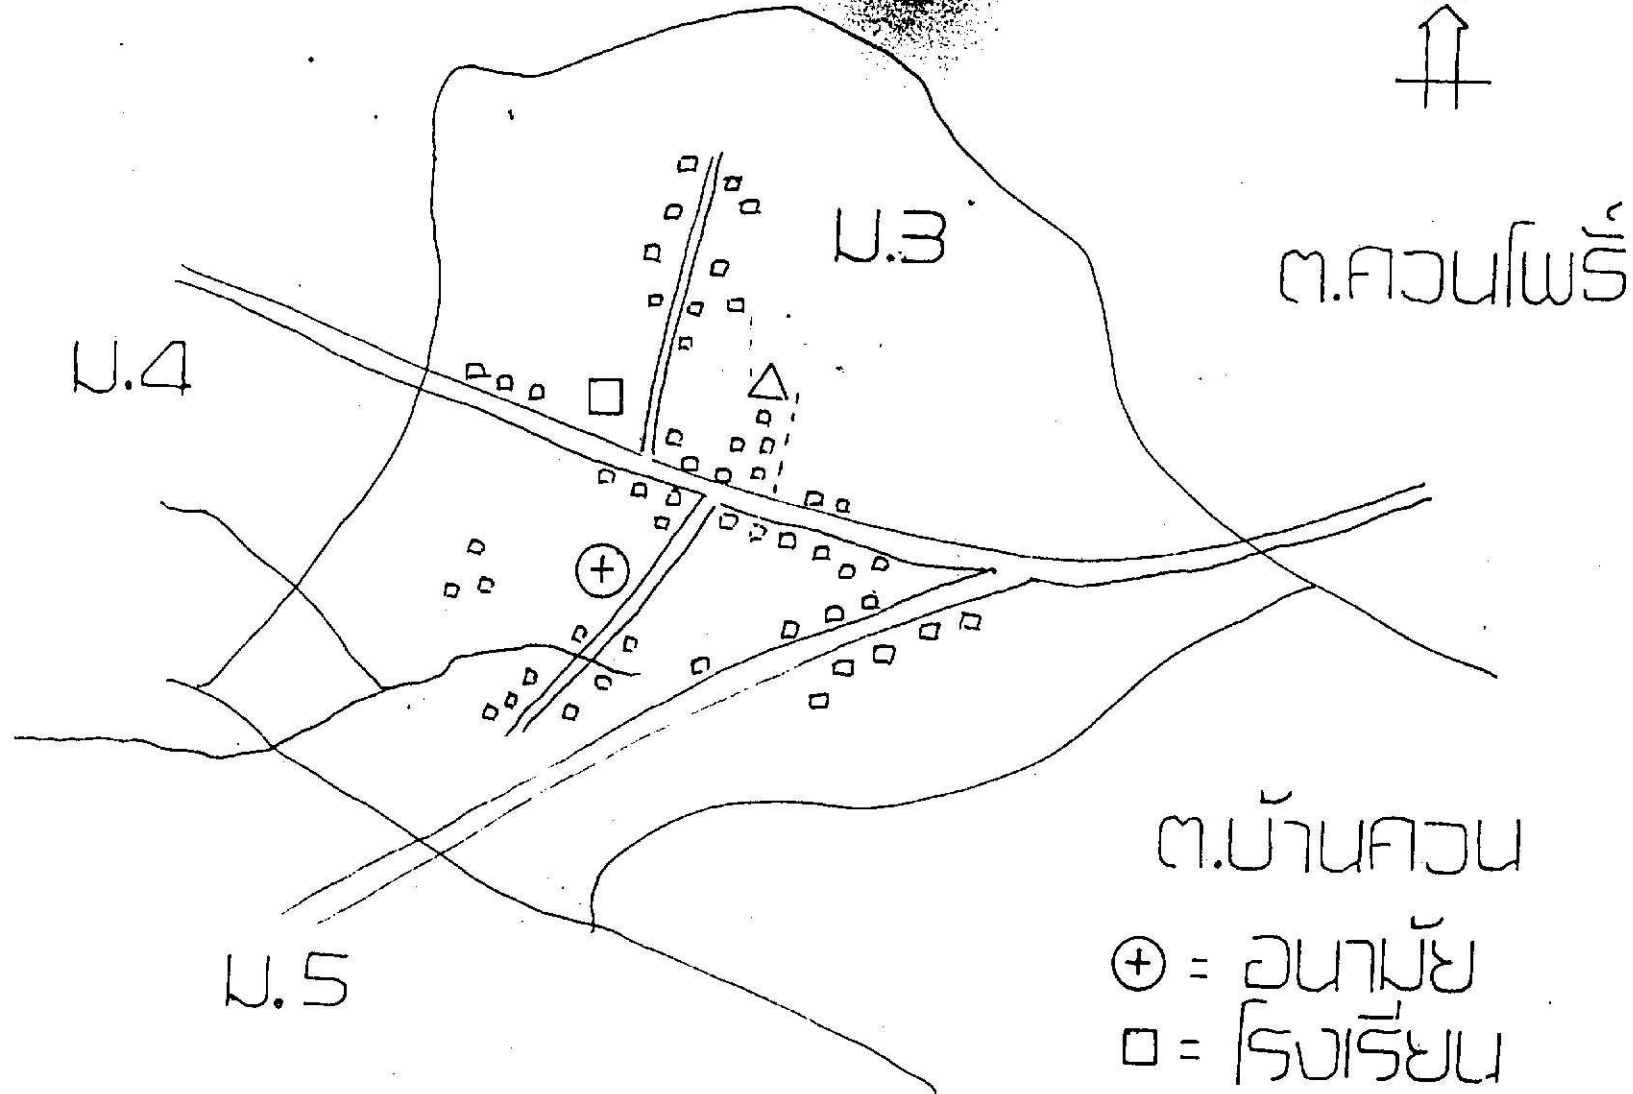 ม.3
ต.ควนโพธิ์
ม.4
ต.บ้านควน
ม.5
= อนามัย
= โรงเรียน